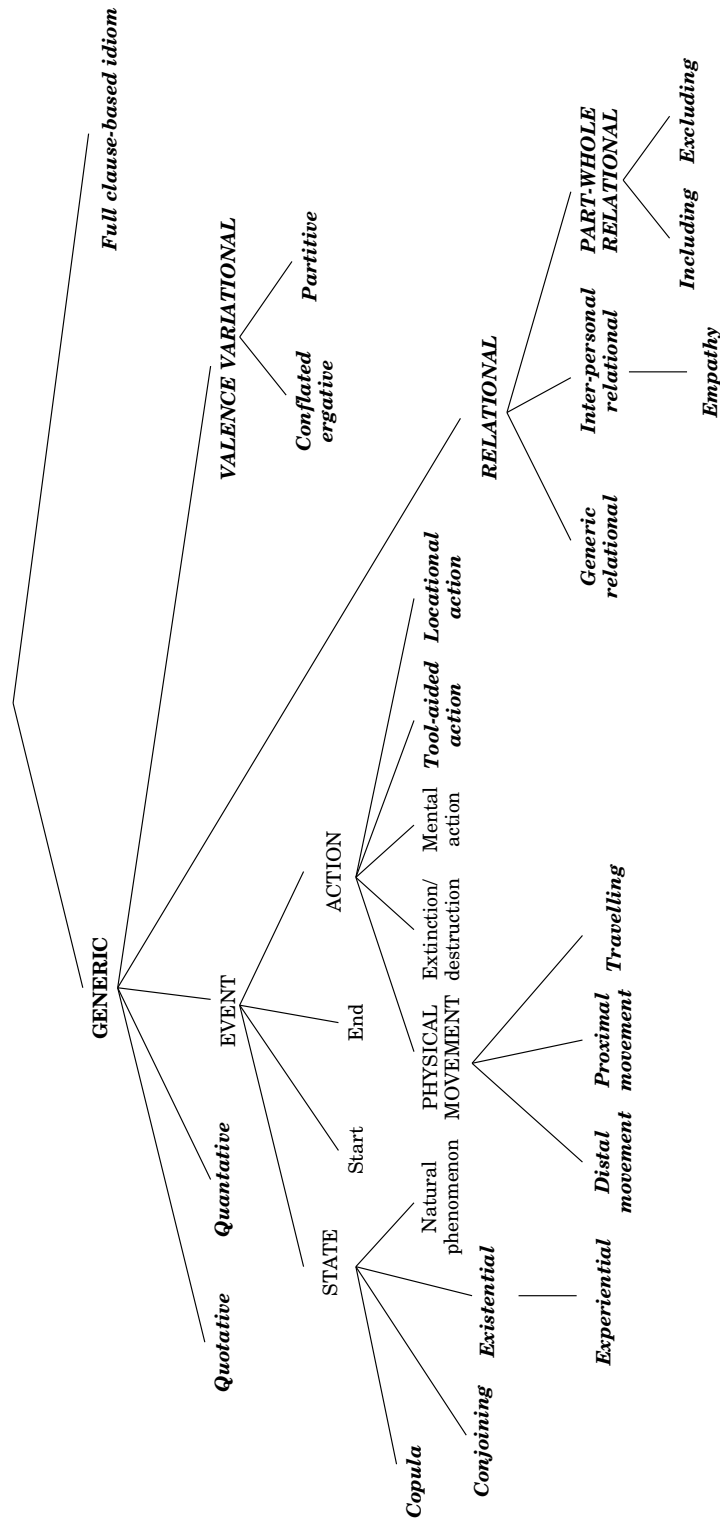 Full clause-based idiom
GENERIC
Quotative
Quantative
EVENT
VALENCE VARIATIONAL
Conflated
ergative
Partitive
STATE
Start
End
ACTION
Copula
Conjoining
Existential
Natural
phenomenon
PHYSICAL
MOVEMENT
Extinction/
destruction
Mental
action
Tool-aided
action
Locational
action
RELATIONAL
Experiential
Distal
movement
Proximal
movement
Travelling
Generic
relational
Inter-personal
relational
PART-WHOLE
RELATIONAL
Empathy
Including
Excluding